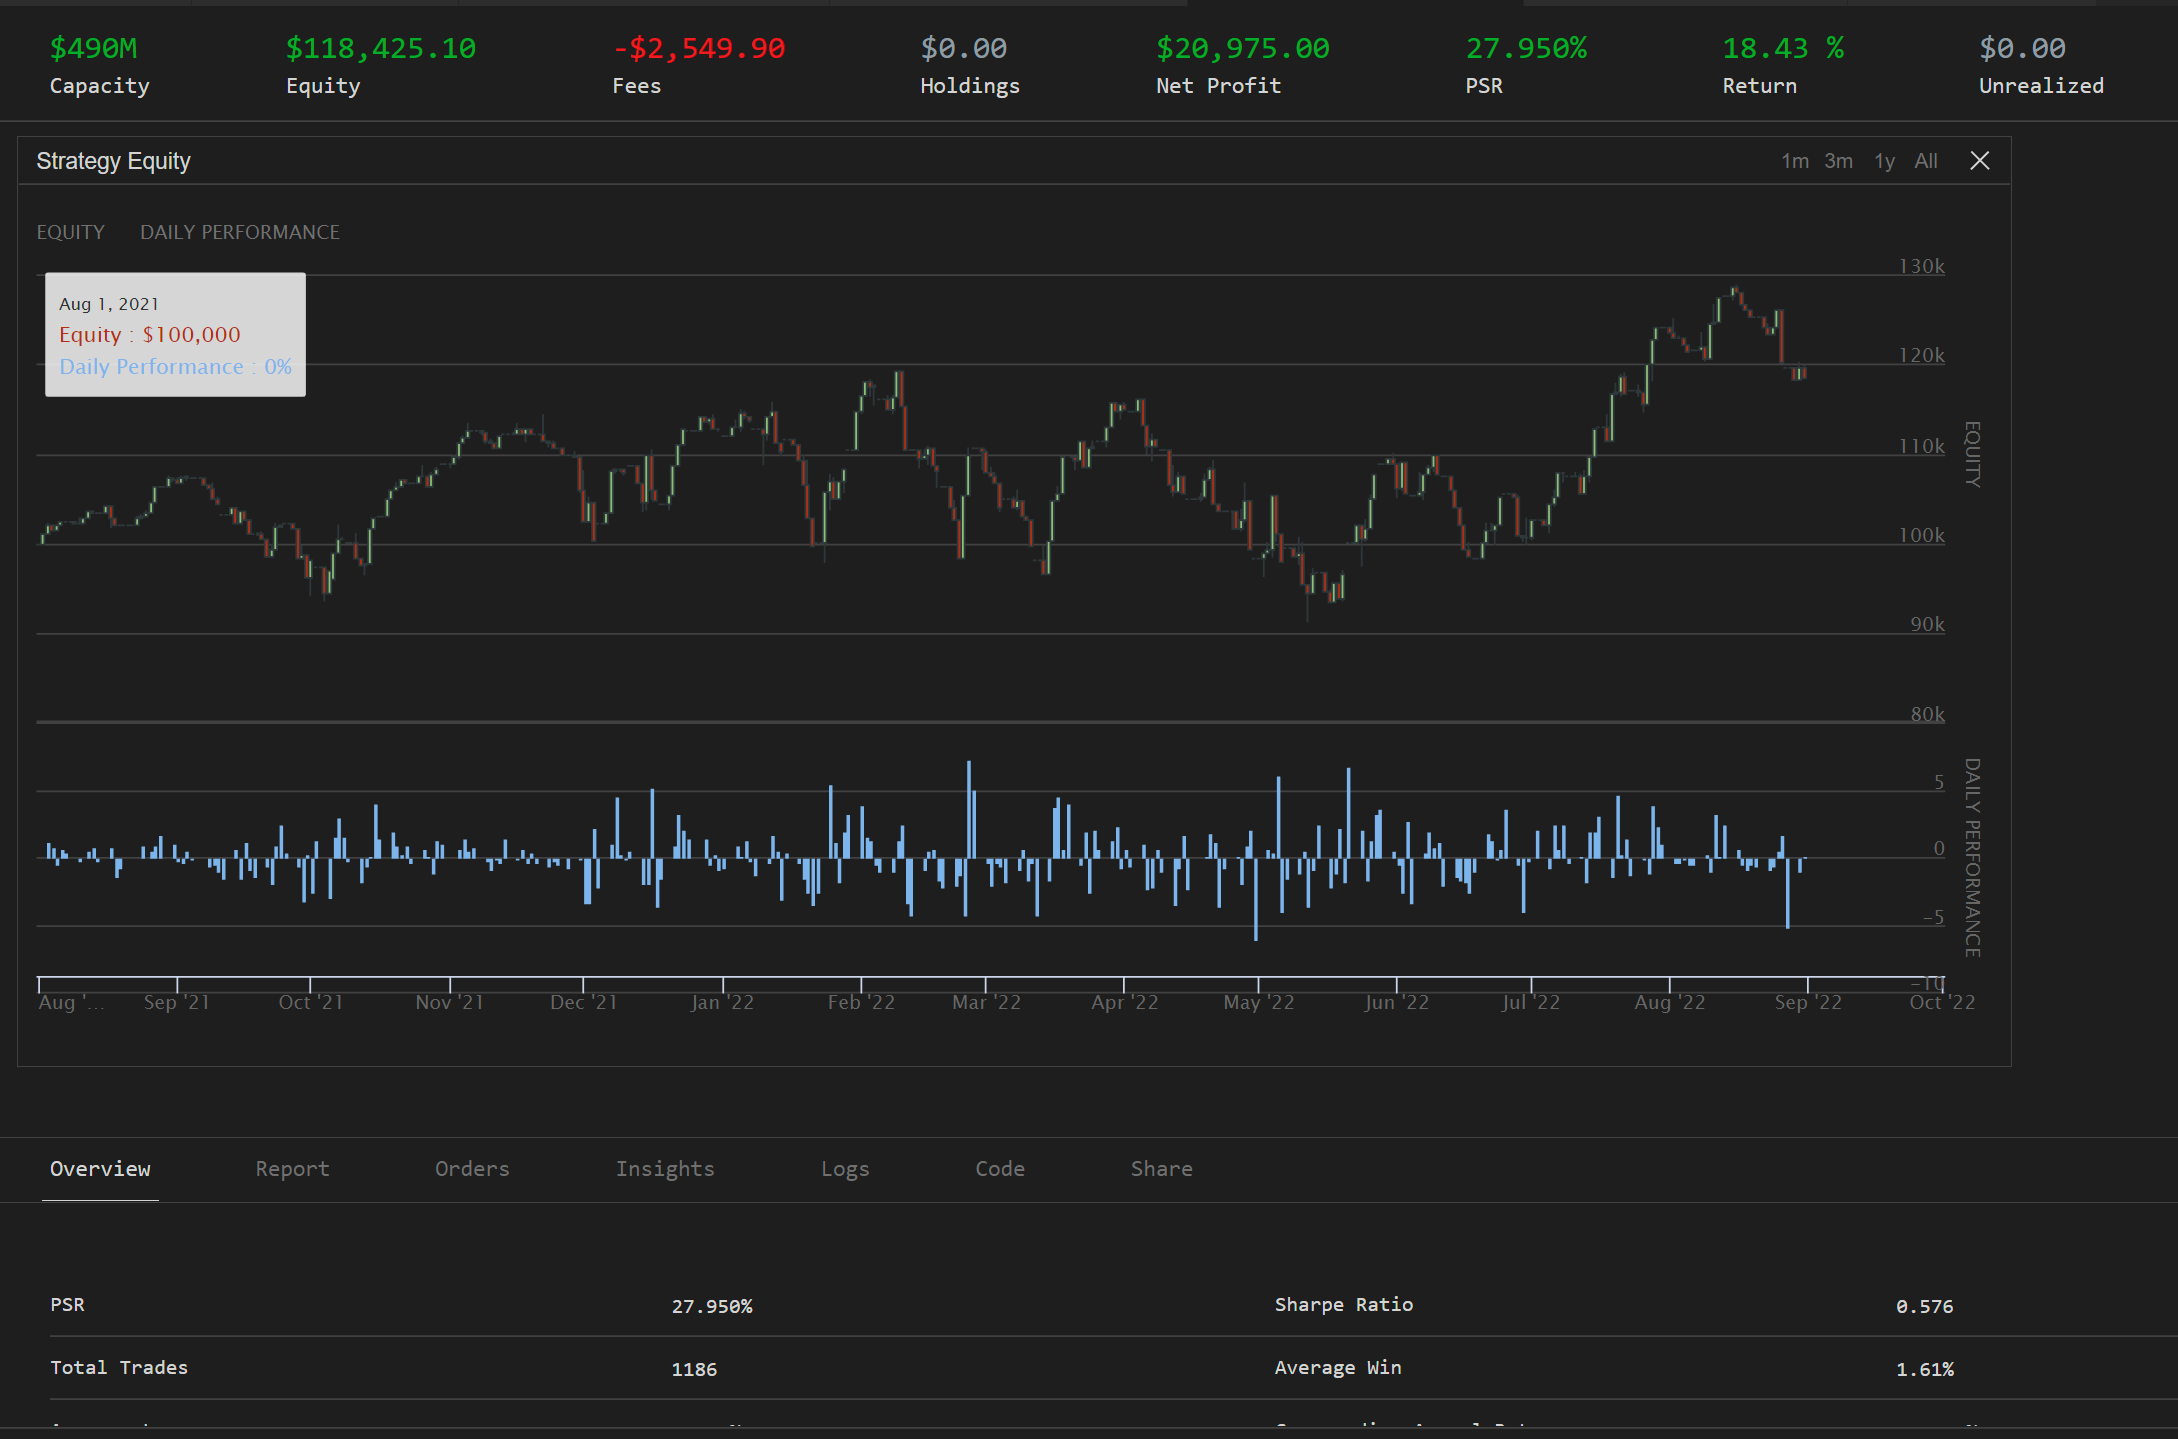 $490M $118,425.10 -$2,549.90 $0.00 $20,975.00 27.950% 18.43 % $0.00
Capacity Equity Fees Holdings Net Profit PSR Return Unrealized
Strategy Equity 1m 3m 1y All
EQUITY DAILY PERFORMANCE
130k
Aug 1, 2021
Equity : $100,000
Daily Performance : 0%
120k
110k
EQUITY
100k
90k
80k
5
0
DAILY PERFORMANCE
-5
-10
Aug '... Sep '21 Oct '21 Nov '21 Dec '21 Jan '22 Feb '22 Mar '22 Apr '22 May '22 Jun '22 Jul '22 Aug '22 Sep '22 Oct '22
Overview Report Orders Insights Logs Code Share
PSR 27.950% Sharpe Ratio 0.576
Total Trades 1186 Average Win 1.61%